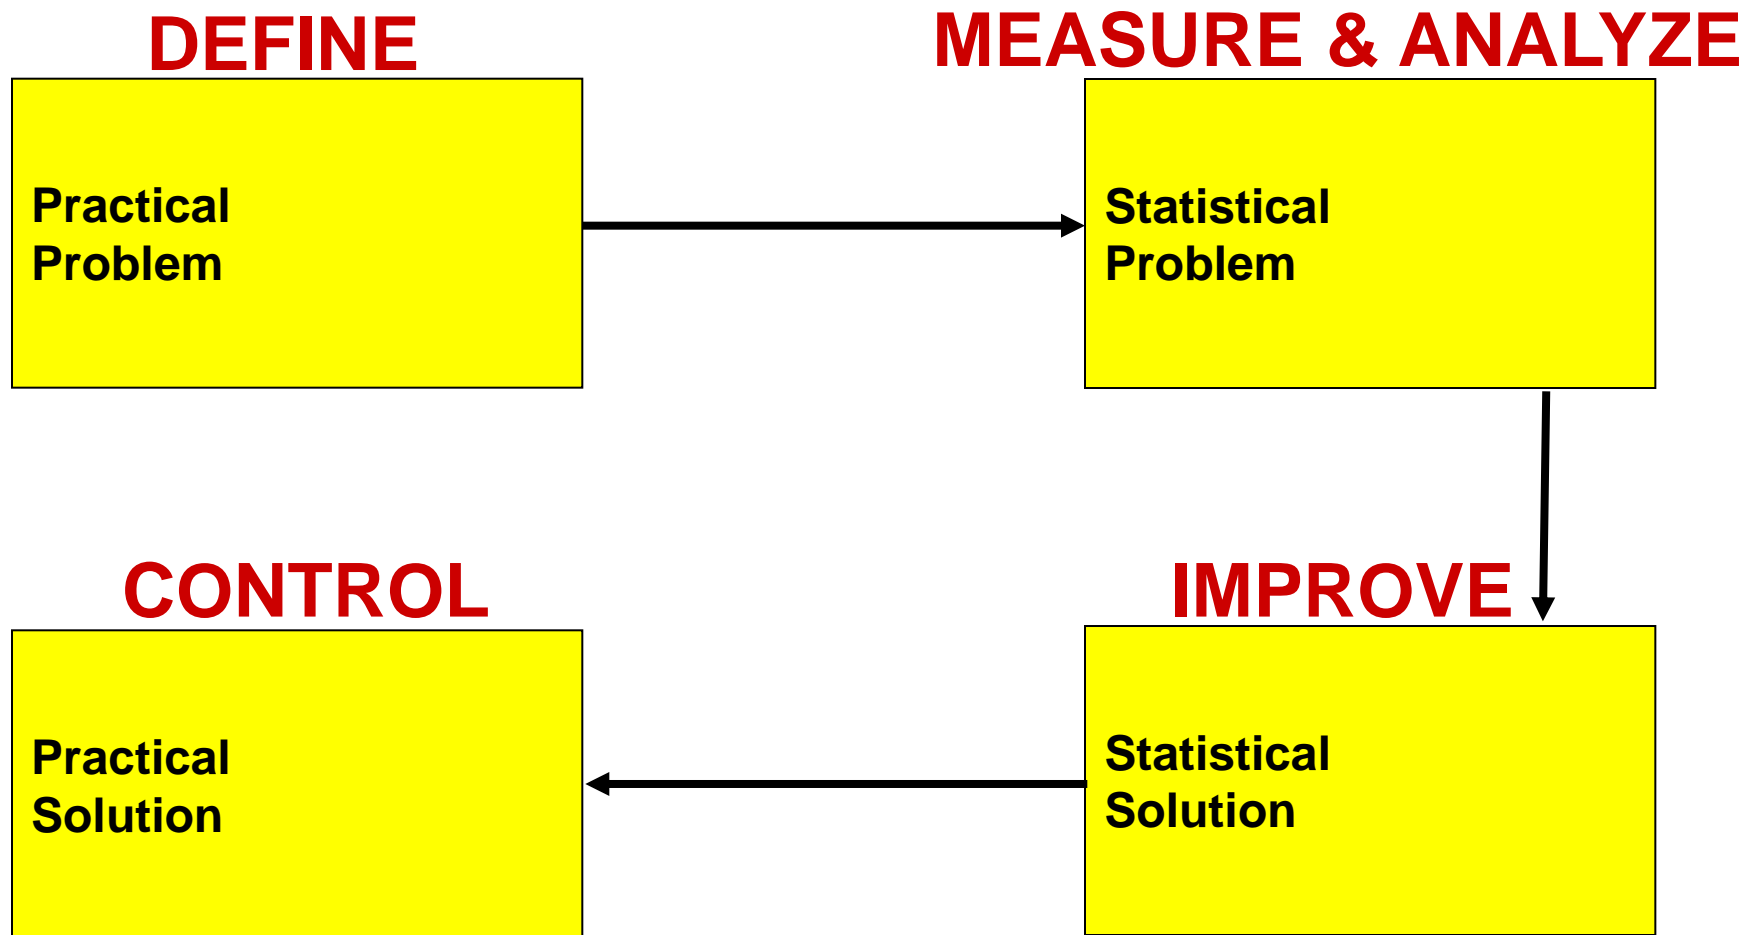 DEFINE
MEASURE & ANALYZE
Practical
Problem
Statistical
Problem
CONTROL
IMPROVE
Practical
Solution
Statistical
Solution